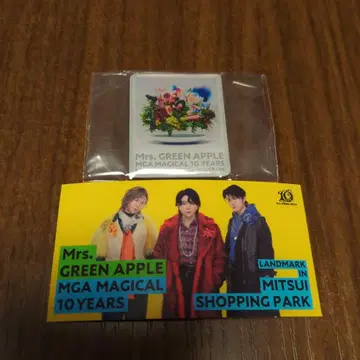 Mrs. GREEN APPLE
MGA MAGICAL 10 YEARS
10
Mrs.
GREEN APPLE
MGA MAGICAL
10 YEARS
LANDMARK
IN
MITSUI
SHOPPING PARK